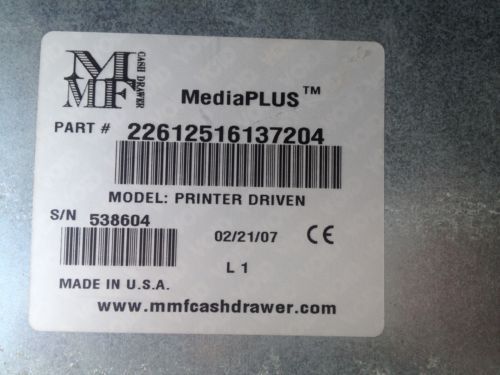 MMF
CASH DRAWER
MediaPLUS™
PART # 22612516137204
MODEL: PRINTER DRIVEN
S/N 538604
02/21/07 CE
L 1
MADE IN U.S.A.
www.mmfcashdrawer.com